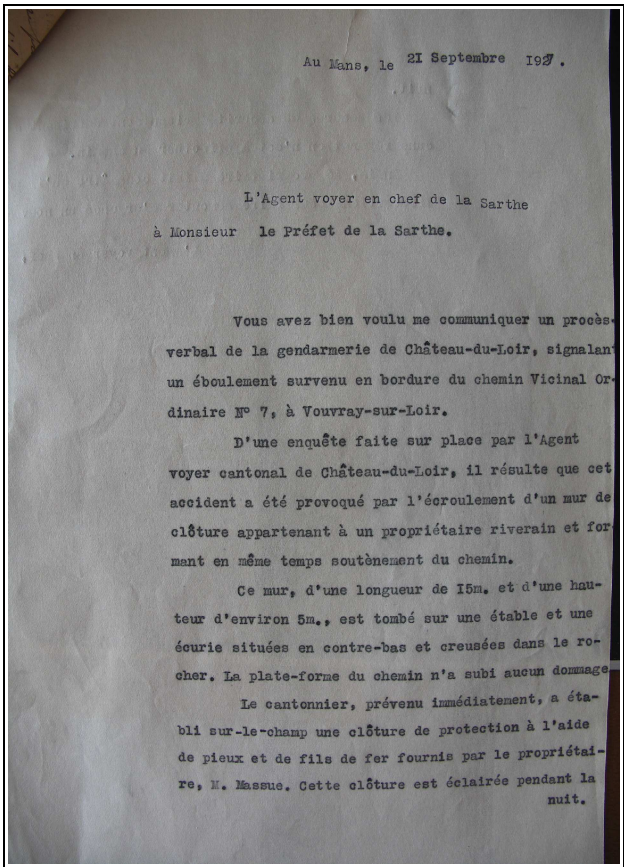 Au Mans, le 21 Septembre 1927.
L'Agent voyer en chef de la Sarthe
à Monsieur le Préfet de la Sarthe.
Vous avez bien voulu me communiquer un procès-
verbal de la gendarmerie de Château-du-Loir, signalant
un éboulement survenu en bordure du chemin Vicinal Or-
dinaire N° 7, à Vouvray-sur-Loir.
D'une enquête faite sur place par l'Agent
voyer cantonal de Château-du-Loir, il résulte que cet
accident a été provoqué par l'écroulement d'un mur de
clôture appartenant à un propriétaire riverain et for-
mant en même temps soutènement du chemin.
Ce mur, d'une longueur de I5m. et d'une hau-
teur d'environ 5m., est tombé sur une étable et une
écurie situées en contre-bas et creusées dans le ro-
cher. La plate-forme du chemin n'a subi aucun dommage
Le cantonnier, prévenu immédiatement, a éta-
bli sur-le-champ une clôture de protection à l'aide
de pieux et de fils de fer fournis par le propriétai-
re, M. Massue. Cette clôture est éclairée pendant la
nuit.